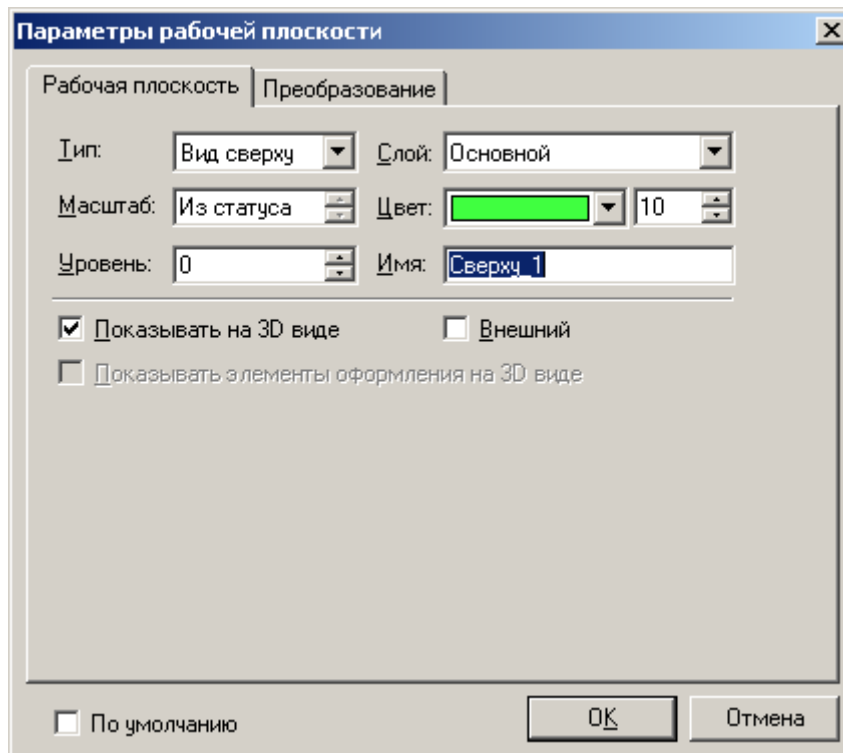 Параметры рабочей плоскости
Рабочая плоскость Преобразование
Тип: Вид сверху Слой: Основной
Масштаб: Из статуса Цвет: 10
Уровень: 0 Имя: Сверху_1
Показывать на 3D виде Внешний
Показывать элементы оформления на 3D виде
По умолчанию OK Отмена